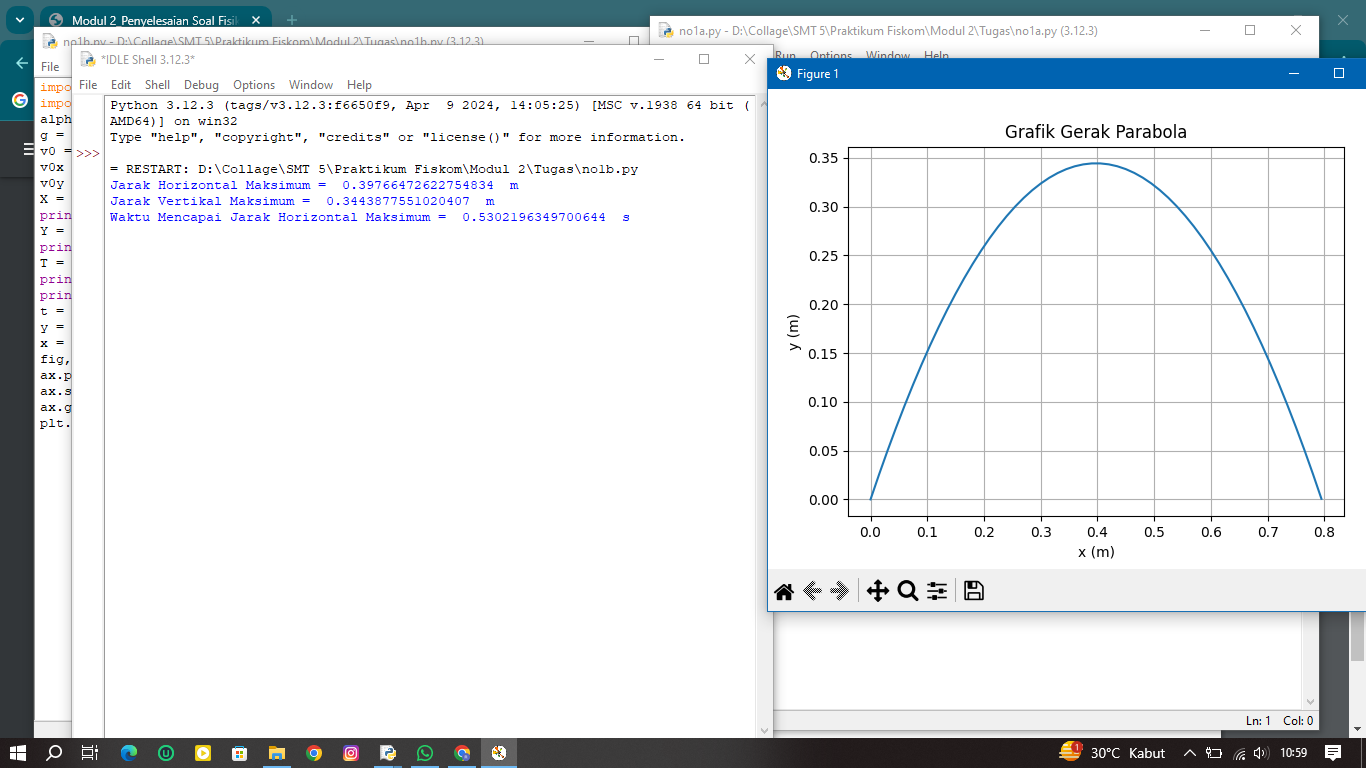 Modul 2_Penyelesaian Soal Fisi
no1b.py - D:\Collage\SMT 5\Praktikum Fiskom\Modul 2\Tugas\no1b.py (3.12.3)
no1a.py - D:\Collage\SMT 5\Praktikum Fiskom\Modul 2\Tugas\no1a.py (3.12.3)
File
Run Options Window Help
*IDLE Shell 3.12.3*
File Edit Shell Debug Options Window Help
impo
impo
alph
g =
v0 =
v0x
v0y
X =
prin
Y =
prin
T =
prin
prin
t =
y =
x =
fig,
ax.p
ax.s
ax.g
plt.
Python 3.12.3 (tags/v3.12.3:f6650f9, Apr  9 2024, 14:05:25) [MSC v.1938 64 bit (
AMD64)] on win32
Type "help", "copyright", "credits" or "license()" for more information.
>>>
= RESTART: D:\Collage\SMT 5\Praktikum Fiskom\Modul 2\Tugas\no1b.py
Jarak Horizontal Maksimum =  0.39766472622754834  m
Jarak Vertikal Maksimum =  0.3443877551020407  m
Waktu Mencapai Jarak Horizontal Maksimum =  0.5302196349700644  s
Figure 1
Grafik Gerak Parabola
0.35
0.30
0.25
0.20
0.15
0.10
0.05
0.00
y (m)
0.0 0.1 0.2 0.3 0.4 0.5 0.6 0.7 0.8
x (m)
Ln: 1 Col: 0
1
30°C Kabut
10:59